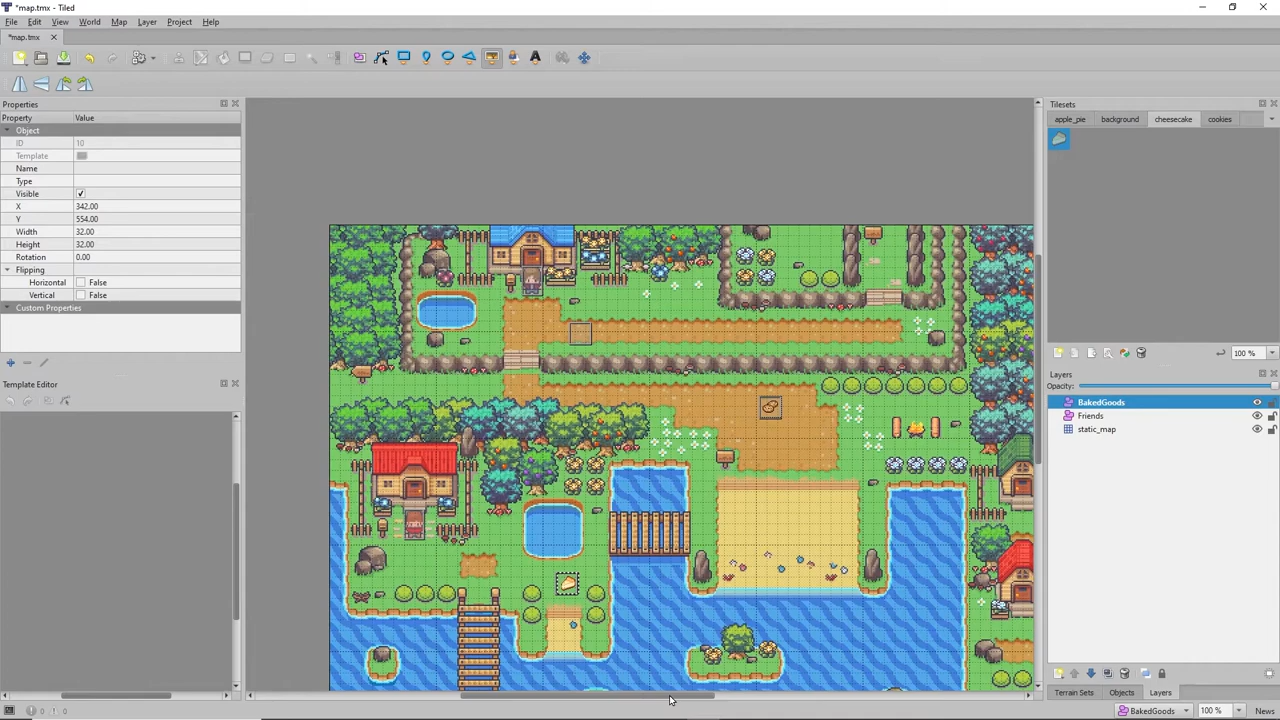 *map.tmx - Tiled
File Edit View World Map Layer Project Help
*map.tmx
Properties
Property Value
Object
ID 10
Template
Name
Type
Visible
X 342.00
Y 554.00
Width 32.00
Height 32.00
Rotation 0.00
Flipping
Horizontal False
Vertical False
Custom Properties
Template Editor
Tilesets
apple_pie background cheesecake cookies
100 %
Layers
Opacity:
BakedGoods
Friends
static_map
Terrain Sets Objects Layers
0 0 BakedGoods 100 % News